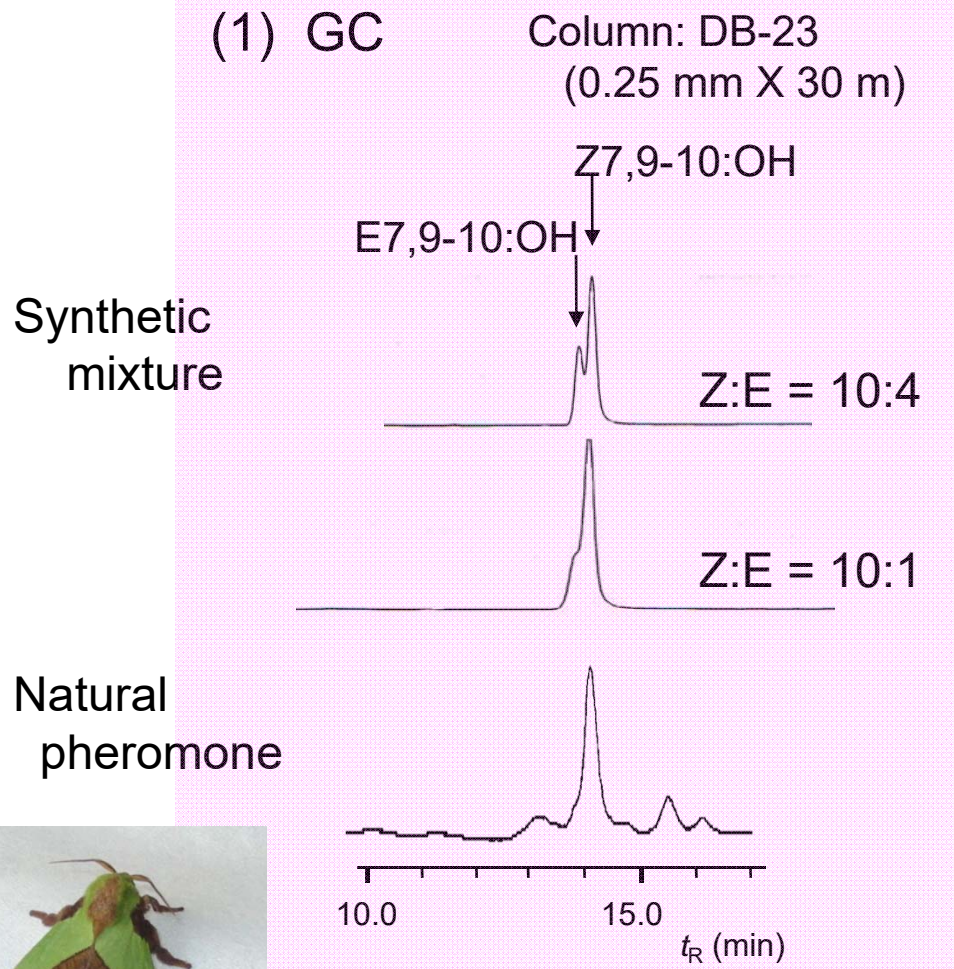 (1) GC
Column: DB-23
(0.25 mm X 30 m)
Z7,9-10:OH
E7,9-10:OH
Synthetic
mixture
Z:E = 10:4
Z:E = 10:1
Natural
pheromone
10.0
15.0
tR (min)